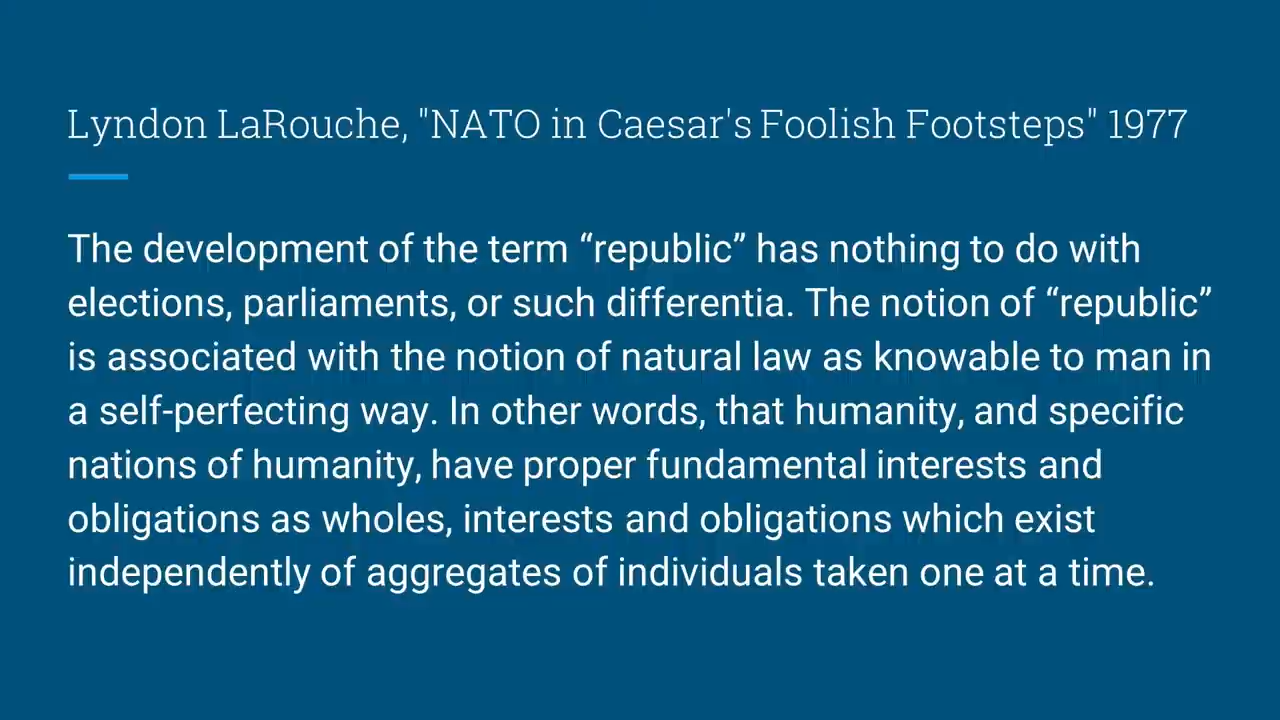 Lyndon LaRouche, "NATO in Caesar's Foolish Footsteps" 1977
The development of the term “republic” has nothing to do with
elections, parliaments, or such differentia. The notion of “republic”
is associated with the notion of natural law as knowable to man in
a self-perfecting way. In other words, that humanity, and specific
nations of humanity, have proper fundamental interests and
obligations as wholes, interests and obligations which exist
independently of aggregates of individuals taken one at a time.